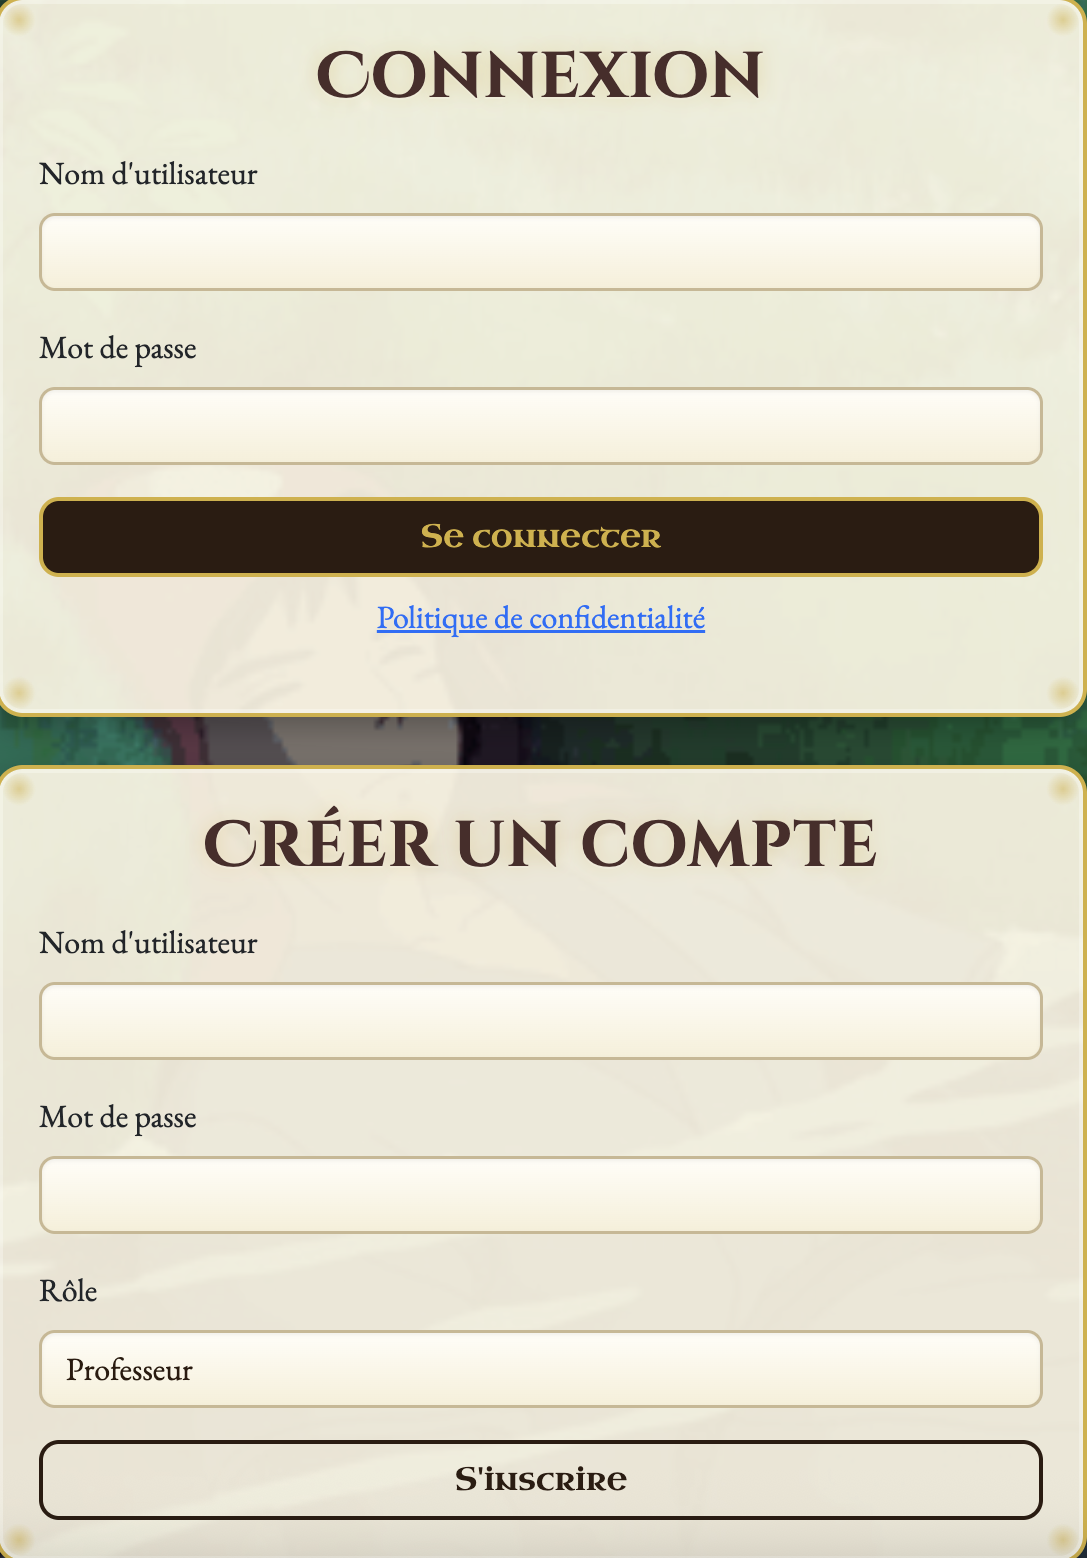 Connexion
Nom d'utilisateur
Mot de passe
Se connecter
Politique de confidentialité
Créer un compte
Nom d'utilisateur
Mot de passe
Rôle
Professeur
S'inscrire